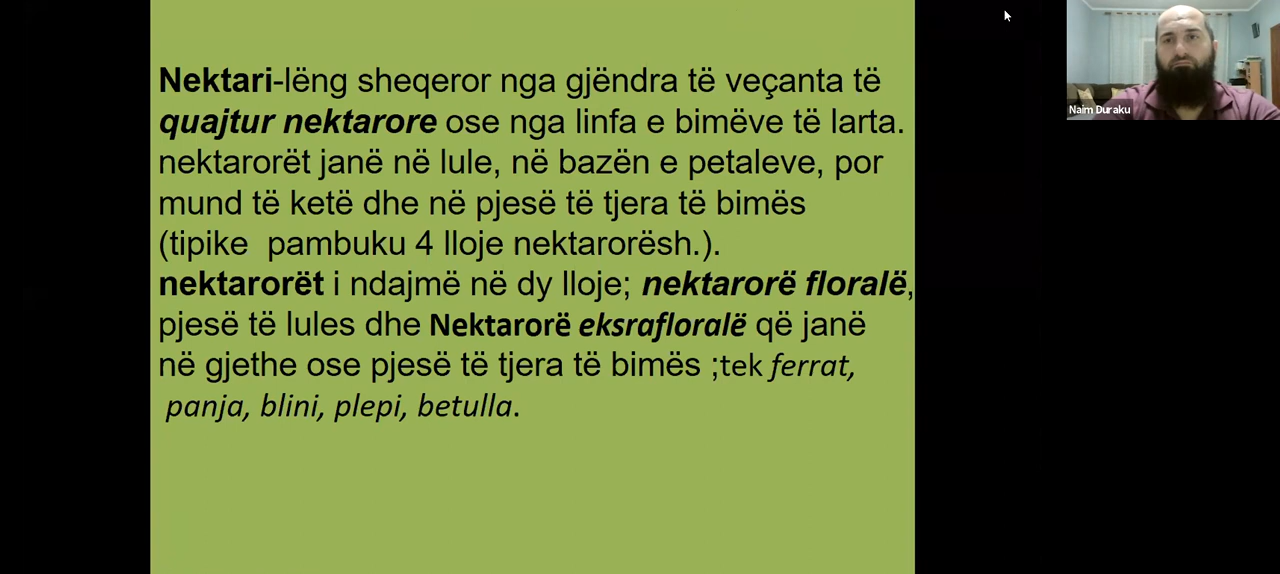 Nektari-lëng sheqeror nga gjëndra të veçanta të
quajtur nektarore ose nga linfa e bimëve të larta.
nektarorët janë në lule, në bazën e petaleve, por
mund të ketë dhe në pjesë të tjera të bimës
(tipike  pambuku 4 lloje nektarorësh.).
nektarorët i ndajmë në dy lloje; nektarorë floralë,
pjesë të lules dhe Nektarorë eksrafloralë që janë
në gjethe ose pjesë të tjera të bimës ;tek ferrat,
panja, blini, plepi, betulla.
Naim Duraku